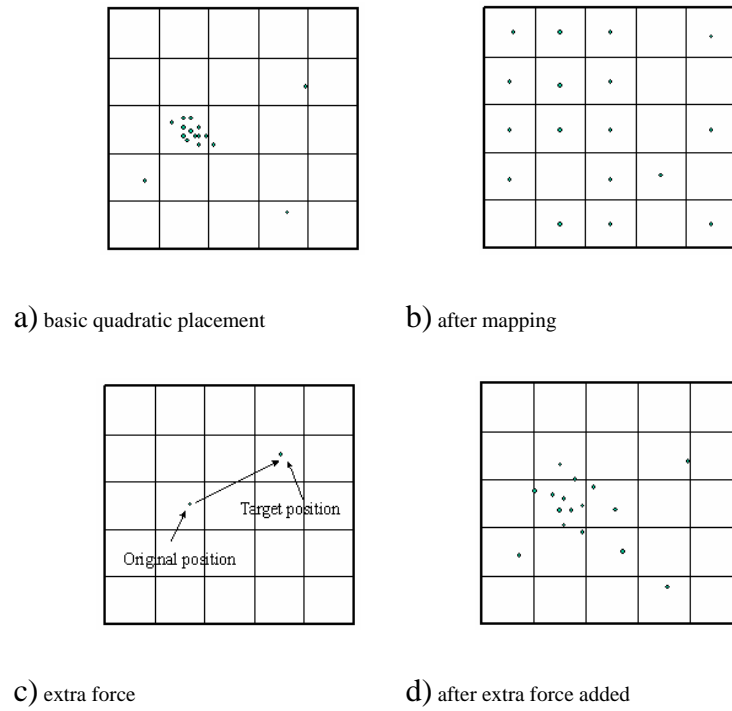 a) basic quadratic placement
b) after mapping
Target position
Original position
c) extra force
d) after extra force added